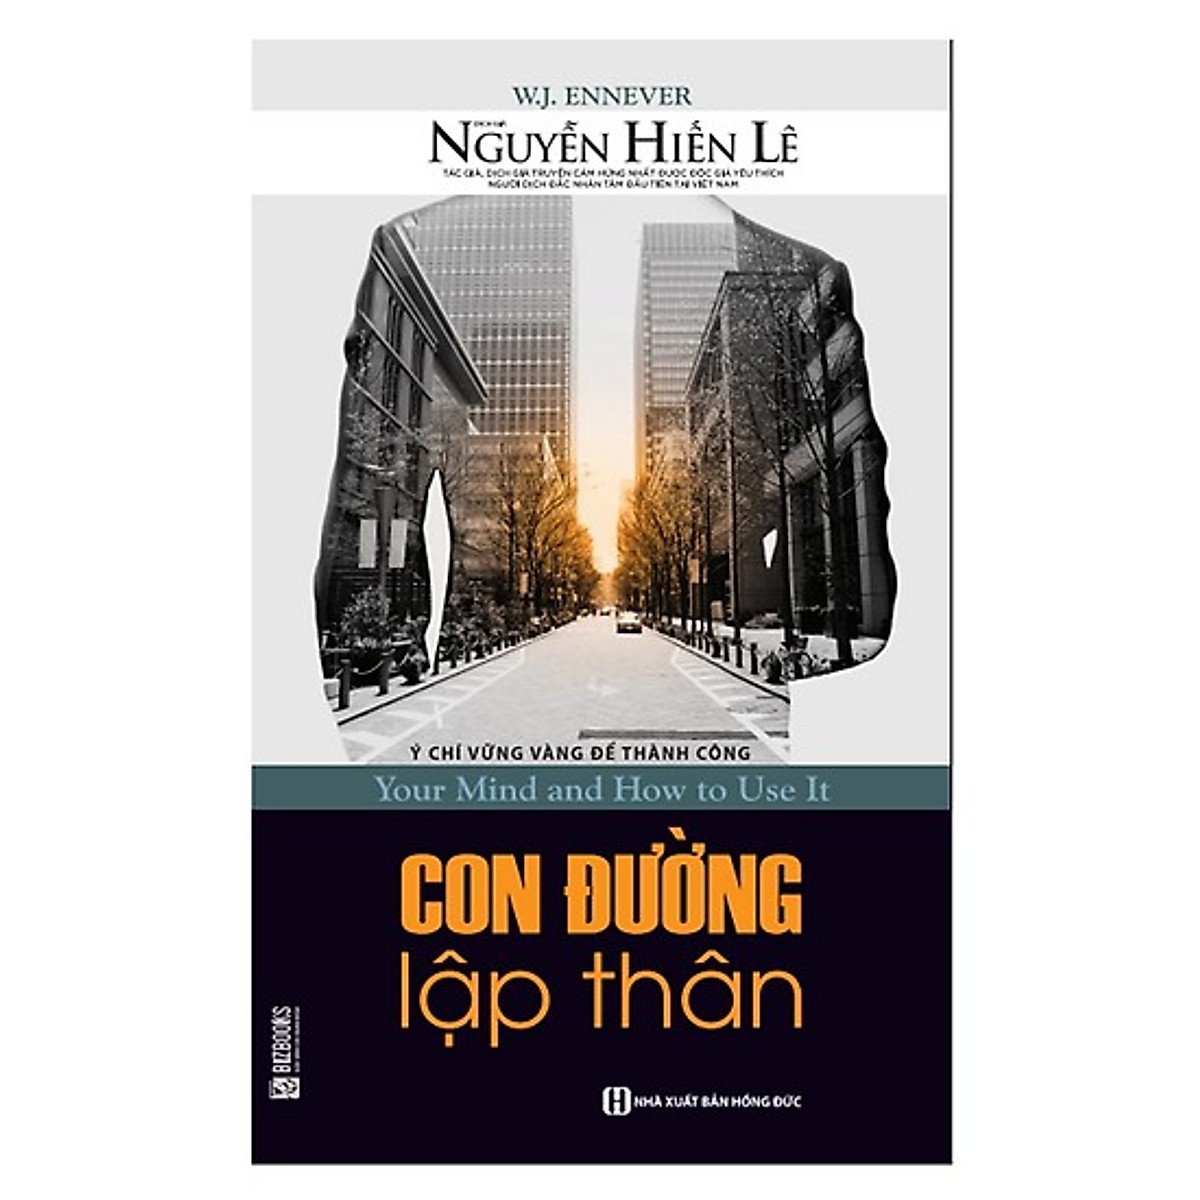 W.J. ENNEVER
DỊCH GIẢ
NGUYỄN HIẾN LÊ
TÁC GIẢ, DỊCH GIẢ TRUYỀN CẢM HỨNG NHẤT ĐƯỢC ĐỘC GIẢ YÊU THÍCH
NGƯỜI DỊCH ĐẮC NHÂN TÂM ĐẦU TIÊN TẠI VIỆT NAM
Ý CHÍ VỮNG VÀNG ĐỂ THÀNH CÔNG
Your Mind and How to Use It
CON ĐƯỜNG
lập thân
BIZBOOKS
NHÀ XUẤT BẢN HỒNG ĐỨC